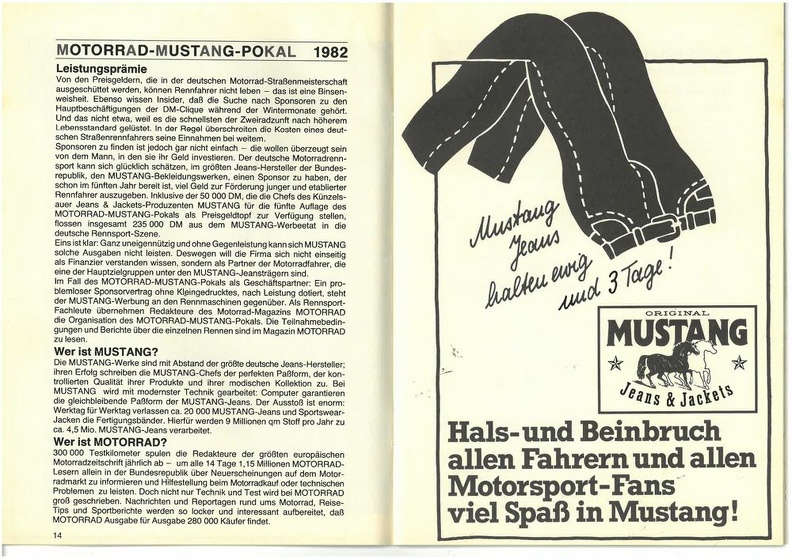 MOTORRAD-MUSTANG-POKAL 1982
Leistungsprämie
Von den Preisgeldern, die in der deutschen Motorrad-Straßenmeisterschaft
ausgeschüttet werden, können Rennfahrer nicht leben – das ist eine Binsen-
weisheit. Ebenso wissen Insider, daß die Suche nach Sponsoren zu den
Hauptbeschäftigungen der DM-Clique während der Wintermonate gehört.
Und das nicht etwa, weil es die schnellsten der Zweiradzunft nach höherem
Lebensstandard gelüstet. In der Regel überschreiten die Kosten eines deut-
schen Straßenrennfahrers seine Einnahmen bei weitem.
Sponsoren zu finden ist jedoch gar nicht einfach – die wollen überzeugt sein
von dem Mann, in den sie ihr Geld investieren. Der deutsche Motorradrenn-
sport kann sich glücklich schätzen, im größten Jeans-Hersteller der Bundes-
republik, den MUSTANG-Bekleidungswerken, einen Sponsor zu haben, der
schon im fünften Jahr bereit ist, viel Geld zur Förderung junger und etablierter
Rennfahrer auszugeben. Inklusive der 50 000 DM, die die Chefs des Künzels-
auer Jeans & Jackets-Produzenten MUSTANG für die fünfte Auflage des
MOTORRAD-MUSTANG-Pokals als Preisgeldtopf zur Verfügung stellen,
flossen insgesamt 235 000 DM aus dem MUSTANG-Werbeetat in die
deutsche Rennsport-Szene.
Eins ist klar: Ganz uneigennützig und ohne Gegenleistung kann sich MUSTANG
solche Ausgaben nicht leisten. Deswegen will die Firma sich nicht einseitig
als Finanzier verstanden wissen, sondern als Partner der Motorradfahrer, die
eine der Hauptzielgruppen unter den MUSTANG-Jeansträgern sind.
Im Fall des MOTORRAD-MUSTANG-Pokals als Geschäftspartner: Ein pro-
blemloser Sponsorvertrag ohne Kleingedrucktes, nach Leistung dotiert, steht
der MUSTANG-Werbung an den Rennmaschinen gegenüber. Als Rennsport-
Fachleute übernehmen Redakteure des Motorrad-Magazins MOTORRAD
die Organisation des MOTORRAD-MUSTANG-Pokals. Die Teilnahmebedin-
gungen und Berichte über die einzelnen Rennen sind im Magazin MOTORRAD
zu lesen.
Wer ist MUSTANG?
Die MUSTANG-Werke sind mit Abstand der größte deutsche Jeans-Hersteller;
ihren Erfolg schreiben die MUSTANG-Chefs der perfekten Paßform, der kon-
trollierten Qualität ihrer Produkte und ihrer modischen Kollektion zu. Bei
MUSTANG wird mit modernster Technik gearbeitet: Computer garantieren
die gleichbleibende Paßform der MUSTANG-Jeans. Der Ausstoß ist enorm:
Werktag für Werktag verlassen ca. 20 000 MUSTANG-Jeans und Sportswear-
Jacken die Fertigungsbänder. Hierfür werden 9 Millionen qm Stoff pro Jahr zu
ca. 4,5 Mio. MUSTANG-Jeans verarbeitet.
Wer ist MOTORRAD?
300 000 Testkilometer spulen die Redakteure der größten europäischen
Motorradzeitschrift jährlich ab – um alle 14 Tage 1,15 Millionen MOTORRAD-
Lesern allein in der Bundesrepublik über Neuerscheinungen auf dem Motor-
radmarkt zu informieren und Hilfestellung beim Motorradkauf oder technischen
Problemen zu leisten. Doch nicht nur Technik und Test wird bei MOTORRAD
groß geschrieben. Nachrichten und Reportagen rund ums Motorrad, Reise-
Tips und Sportberichte werden so locker und interessant aufbereitet, daß
MOTORRAD Ausgabe für Ausgabe 280 000 Käufer findet.
14
Mustang
Jeans
halten ewig
und 3 Tage!
ORIGINAL
MUSTANG
Jeans & Jackets
Hals- und Beinbruch
allen Fahrern und allen
Motorsport-Fans
viel Spaß in Mustang!